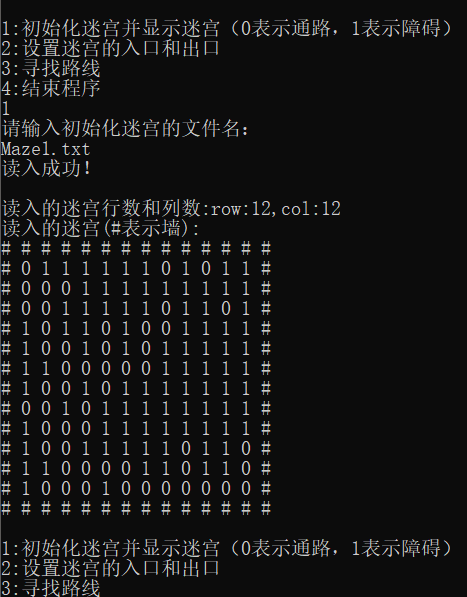 1:初始化迷宫并显示迷宫（0表示通路，1表示障碍）
2:设置迷宫的入口和出口
3:寻找路线
4:结束程序
1
请输入初始化迷宫的文件名：
Maze1.txt
读入成功！
读入的迷宫行数和列数:row:12,col:12
读入的迷宫(#表示墙):
# # # # # # # # # # # # # #
# 0 1 1 1 1 1 1 0 1 0 1 1 #
# 0 0 0 1 1 1 1 1 1 1 1 1 #
# 0 0 1 1 1 1 1 0 1 1 0 1 #
# 1 0 1 1 0 1 0 0 1 1 1 1 #
# 1 0 0 1 0 1 0 1 1 1 1 1 #
# 1 1 0 0 0 0 0 1 1 1 1 1 #
# 1 0 0 1 0 1 1 1 1 1 1 1 #
# 0 0 1 0 1 1 1 1 1 1 1 1 #
# 1 0 0 0 1 1 1 1 1 1 1 1 #
# 1 0 0 1 1 1 1 1 0 1 1 0 #
# 1 1 0 0 0 0 1 1 0 1 1 0 #
# 1 0 0 0 1 0 0 0 0 0 0 0 #
# # # # # # # # # # # # # #
1:初始化迷宫并显示迷宫（0表示通路，1表示障碍）
2:设置迷宫的入口和出口
3:寻找路线